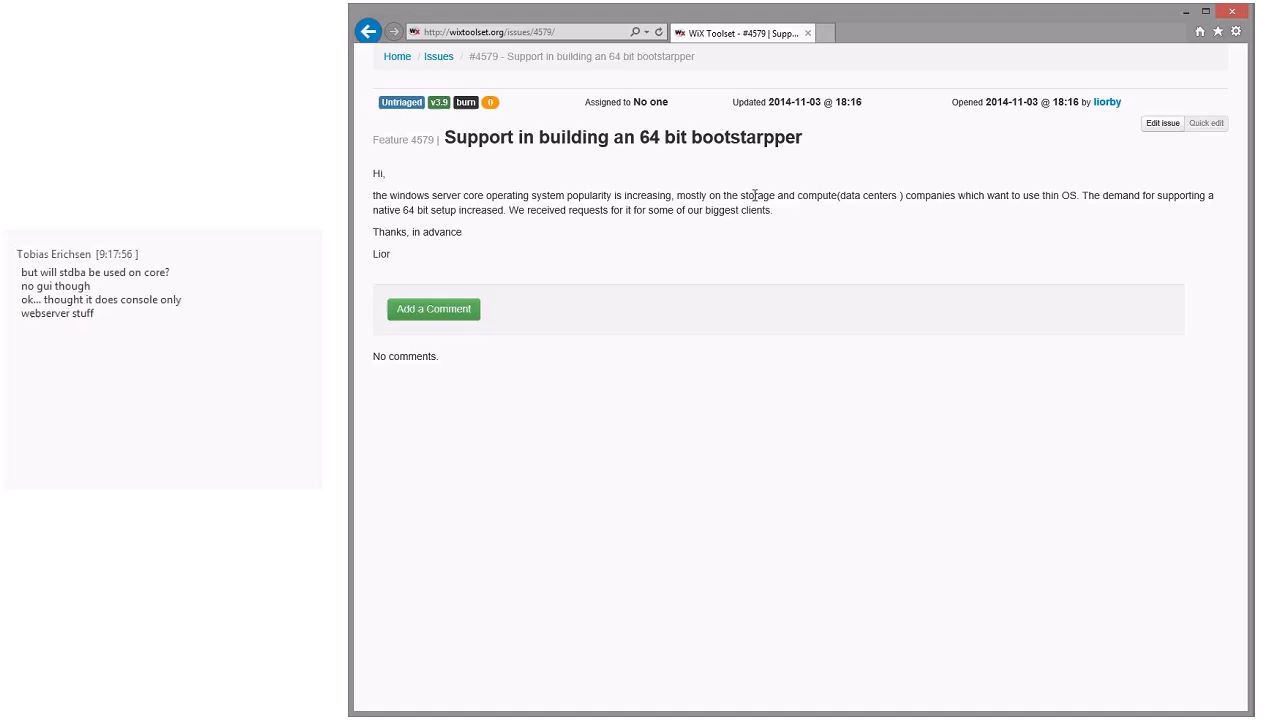 Tobias Erichsen [9:17:56 ]
but will stdba be used on core?
no gui though
ok... thought it does console only
webserver stuff
http://wixtoolset.org/issues/4579/
WiX Toolset - #4579 | Supp...
Home / Issues / #4579 - Support in building an 64 bit bootstarpper
Untriaged v3.9 burn 0 Assigned to No one Updated 2014-11-03 @ 18:16 Opened 2014-11-03 @ 18:16 by liorby
Edit issue Quick edit
Feature 4579 | Support in building an 64 bit bootstarpper
Hi,
the windows server core operating system popularity is increasing, mostly on the storage and compute(data centers ) companies which want to use thin OS. The demand for supporting a
native 64 bit setup increased. We received requests for it for some of our biggest clients.
Thanks, in advance
Lior
Add a Comment
No comments.